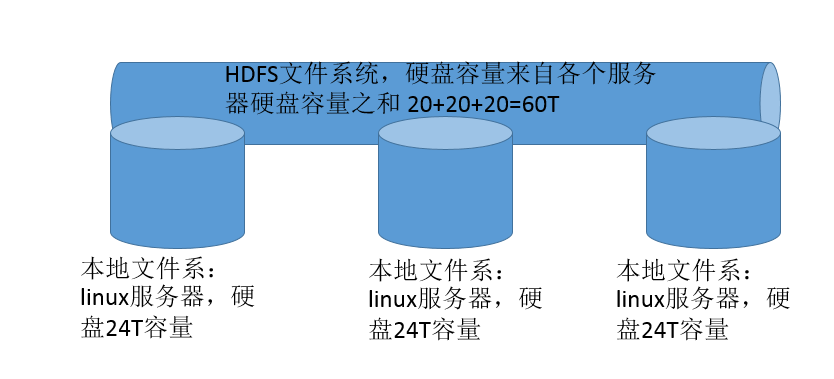 HDFS文件系统，硬盘容量来自各个服务
器硬盘容量之和 20+20+20=60T
本地文件系：
linux服务器，硬
盘24T容量
本地文件系：
linux服务器，硬
盘24T容量
本地文件系：
linux服务器，硬
盘24T容量